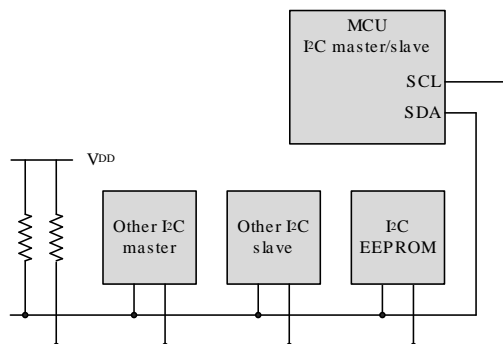 MCU
I²C master/slave
SCL
SDA
VDD
Other I²C
master
Other I²C
slave
I²C
EEPROM